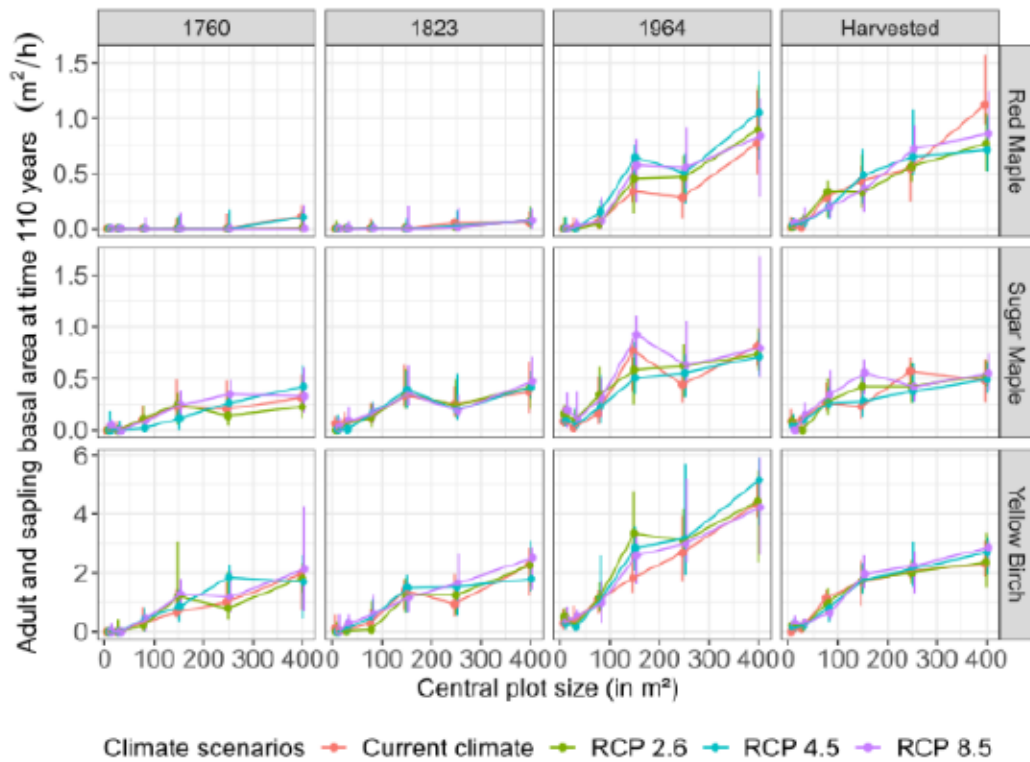 1760 1823 1964 Harvested
Adult and sapling basal area at time 110 years (m²/h)
1.5
1.0
0.5
0.0
Red Maple
1.5
1.0
0.5
0.0
Sugar Maple
6
4
2
0
Yellow Birch
0 100 200 300 400 0 100 200 300 400 0 100 200 300 400 0 100 200 300 400
Central plot size (in m²)
Climate scenarios Current climate RCP 2.6 RCP 4.5 RCP 8.5